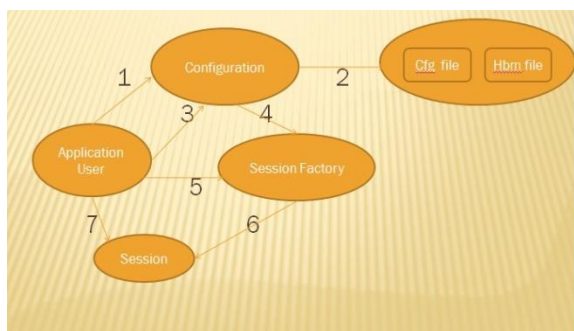 Configuration
Cfg file
Hbm file
1
2
3
4
Application
User
Session Factory
5
7
6
Session